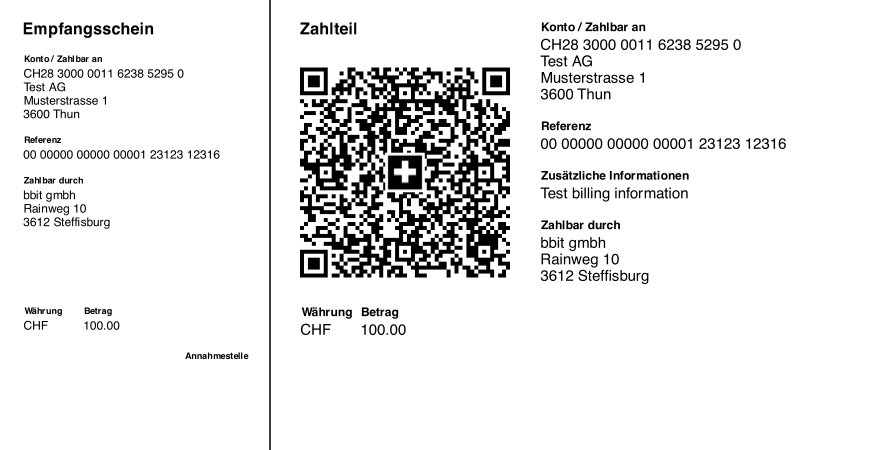 Empfangsschein
Konto / Zahlbar an
CH28 3000 0011 6238 5295 0
Test AG
Musterstrasse 1
3600 Thun
Referenz
00 00000 00000 00001 23123 12316
Zahlbar durch
bbit gmbh
Rainweg 10
3612 Steffisburg
Währung Betrag
CHF 100.00
Annahmestelle
Zahlteil
Währung Betrag
CHF 100.00
Konto / Zahlbar an
CH28 3000 0011 6238 5295 0
Test AG
Musterstrasse 1
3600 Thun
Referenz
00 00000 00000 00001 23123 12316
Zusätzliche Informationen
Test billing information
Zahlbar durch
bbit gmbh
Rainweg 10
3612 Steffisburg